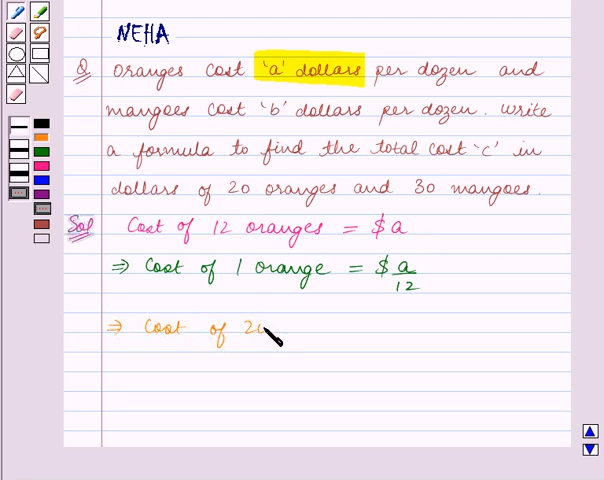 NEHA
Q oranges cost 'a' dollars per dozen and
mangoes cost 'b' dollars per dozen. write
a formula to find the total cost 'c' in
dollars of 20 oranges and 30 mangoes.
Sol Cost of 12 oranges = $ a
⇒ Cost of 1 orange = $ a/12
⇒ Cost of 20